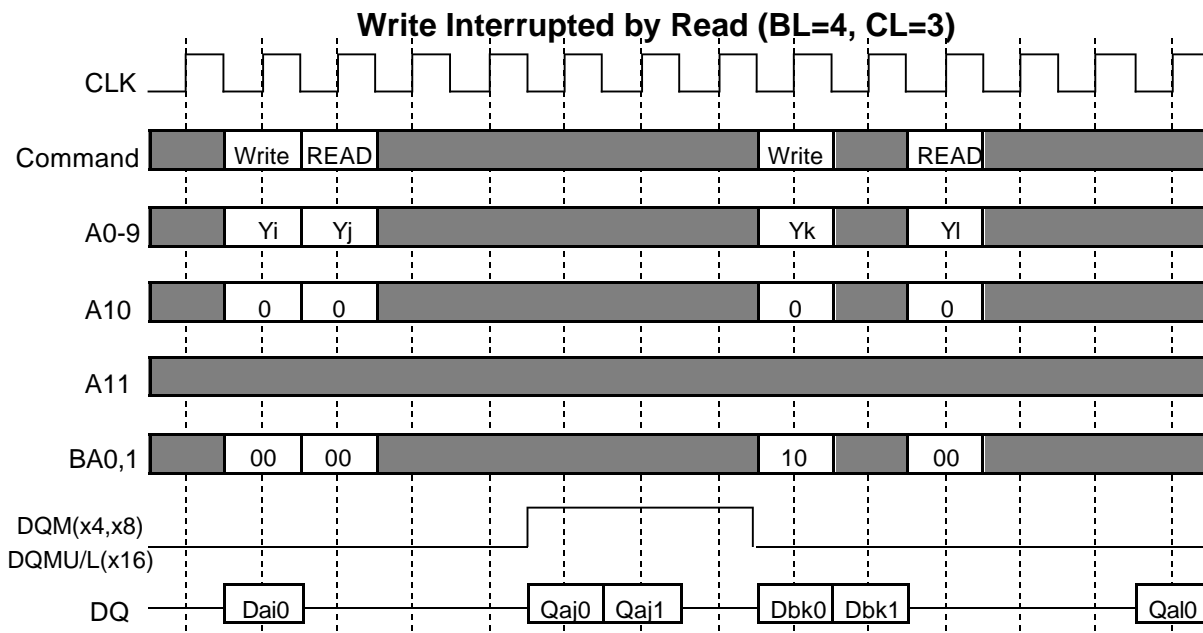 Write Interrupted by Read (BL=4, CL=3)
CLK
Command Write READ Write READ
A0-9 Yi Yj Yk Yl
A10 0 0 0 0
A11
BA0,1 00 00 10 00
DQM(x4,x8)
DQMU/L(x16)
DQ Dai0 Qaj0 Qaj1 Dbk0 Dbk1 Qal0